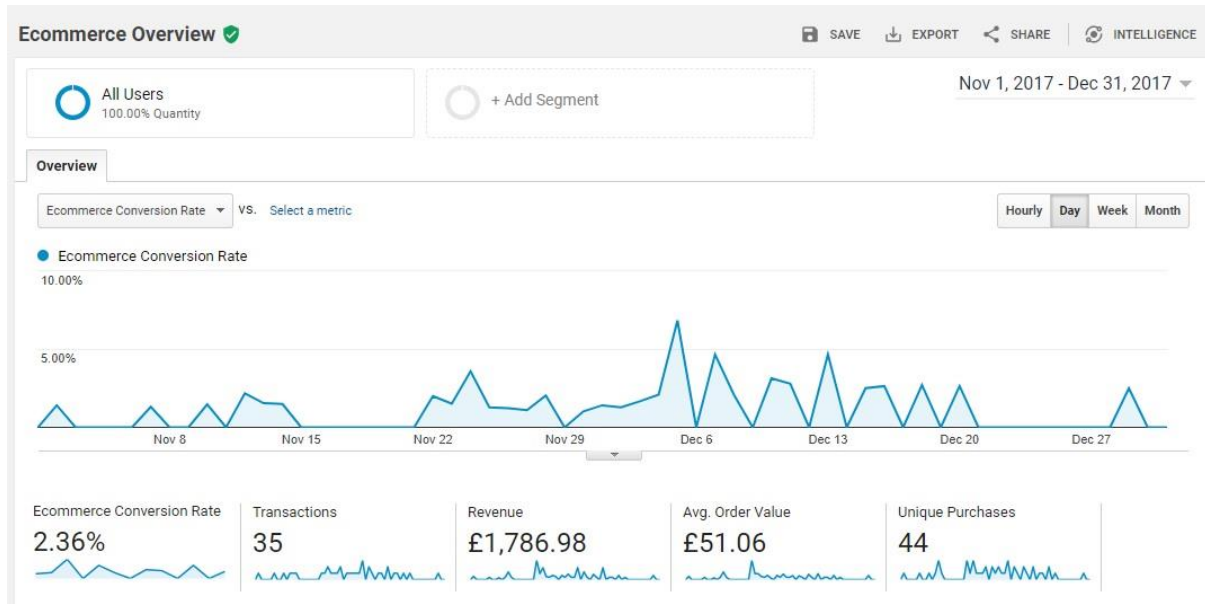 Ecommerce Overview
SAVE EXPORT SHARE INTELLIGENCE
All Users
100.00% Quantity
+ Add Segment
Nov 1, 2017 - Dec 31, 2017
Overview
Ecommerce Conversion Rate VS. Select a metric
Hourly Day Week Month
Ecommerce Conversion Rate
10.00%
5.00%
Nov 8 Nov 15 Nov 22 Nov 29 Dec 6 Dec 13 Dec 20 Dec 27
Ecommerce Conversion Rate Transactions Revenue Avg. Order Value Unique Purchases
2.36% 35 £1,786.98 £51.06 44